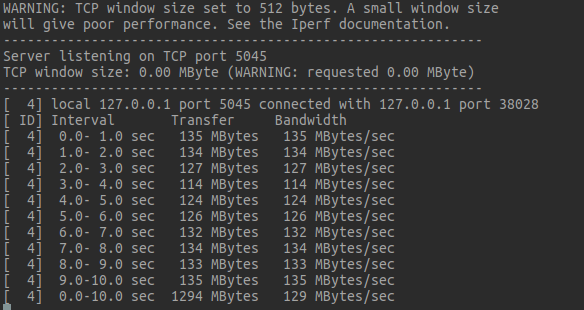 WARNING: TCP window size set to 512 bytes. A small window size
will give poor performance. See the Iperf documentation.
------------------------------------------------------------
Server listening on TCP port 5045
TCP window size: 0.00 MByte (WARNING: requested 0.00 MByte)
------------------------------------------------------------
[  4] local 127.0.0.1 port 5045 connected with 127.0.0.1 port 38028
[ ID] Interval       Transfer     Bandwidth
[  4]  0.0- 1.0 sec   135 MBytes   135 MBytes/sec
[  4]  1.0- 2.0 sec   134 MBytes   134 MBytes/sec
[  4]  2.0- 3.0 sec   127 MBytes   127 MBytes/sec
[  4]  3.0- 4.0 sec   114 MBytes   114 MBytes/sec
[  4]  4.0- 5.0 sec   124 MBytes   124 MBytes/sec
[  4]  5.0- 6.0 sec   126 MBytes   126 MBytes/sec
[  4]  6.0- 7.0 sec   132 MBytes   132 MBytes/sec
[  4]  7.0- 8.0 sec   134 MBytes   134 MBytes/sec
[  4]  8.0- 9.0 sec   133 MBytes   133 MBytes/sec
[  4]  9.0-10.0 sec   135 MBytes   135 MBytes/sec
[  4]  0.0-10.0 sec  1294 MBytes   129 MBytes/sec